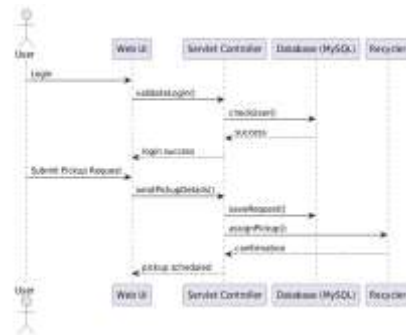 User
Web UI
Servlet Controller
Database (MySQL)
Recycler
Login
validateLogin()
checkUser()
success
login success
Submit Pickup Request
sendPickupDetails()
saveRequest()
assignPickup()
confirmation
pickup scheduled
User
Web UI
Servlet Controller
Database (MySQL)
Recycler